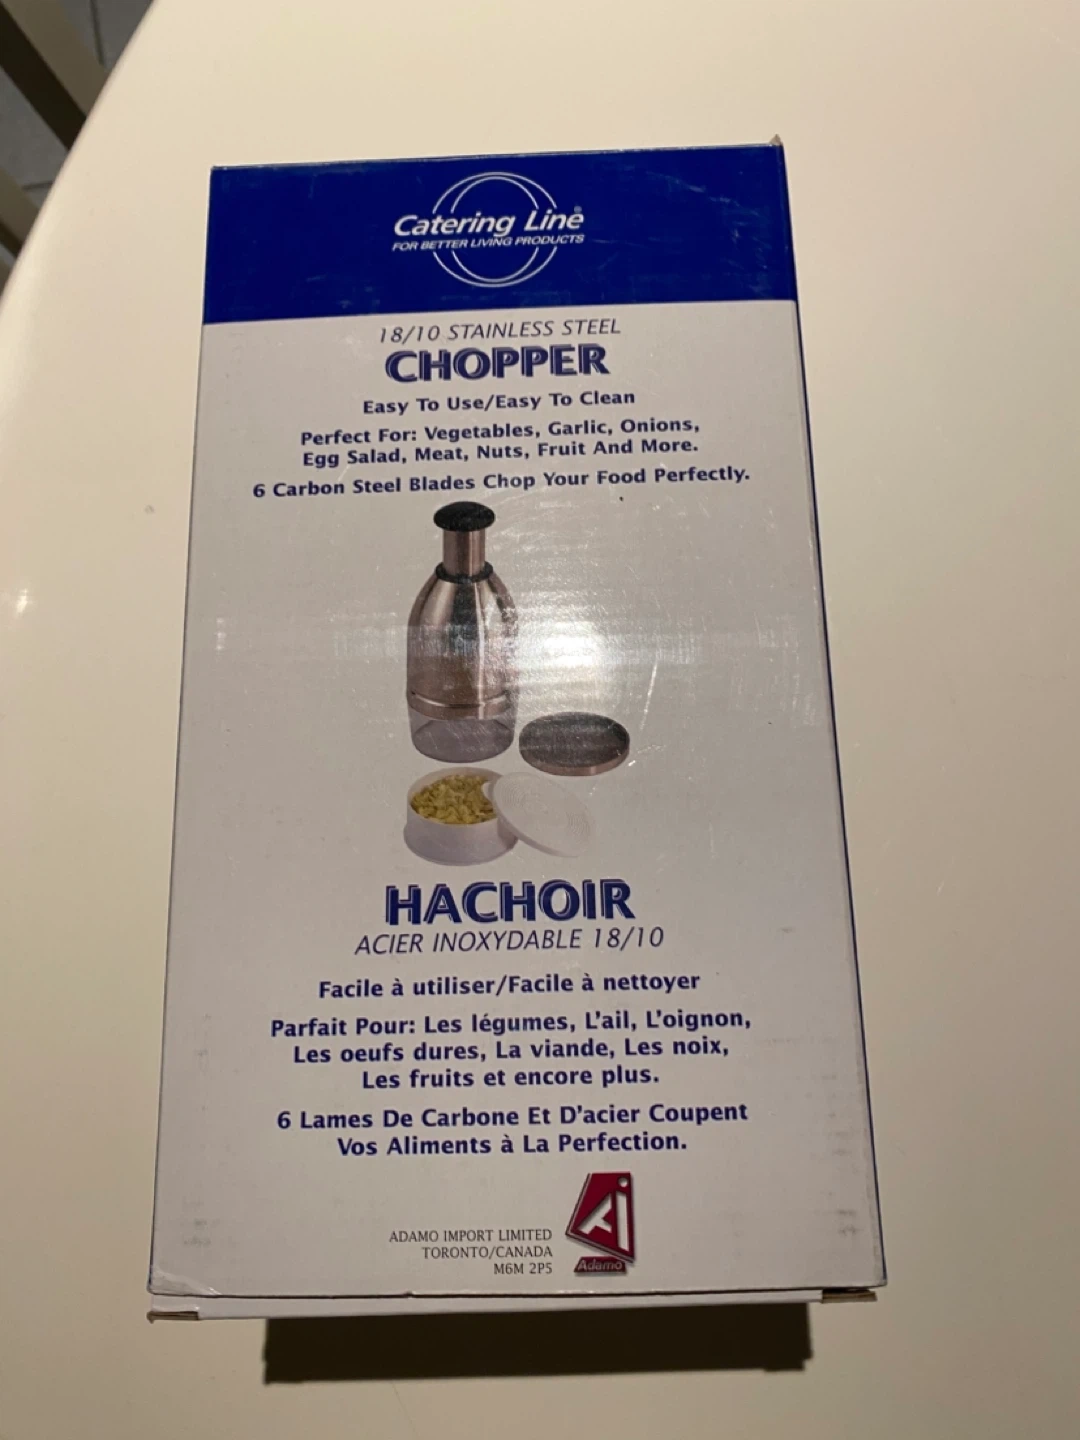 Catering Line®
FOR BETTER LIVING PRODUCTS
18/10 STAINLESS STEEL
CHOPPER
Easy To Use/Easy To Clean
Perfect For: Vegetables, Garlic, Onions,
Egg Salad, Meat, Nuts, Fruit And More.
6 Carbon Steel Blades Chop Your Food Perfectly.
HACHOIR
ACIER INOXYDABLE 18/10
Facile à utiliser/Facile à nettoyer
Parfait Pour: Les légumes, L'ail, L'oignon,
Les oeufs dures, La viande, Les noix,
Les fruits et encore plus.
6 Lames De Carbone Et D'acier Coupent
Vos Aliments à La Perfection.
ADAMO IMPORT LIMITED
TORONTO/CANADA
M6M 2P5
Ai
Adamo